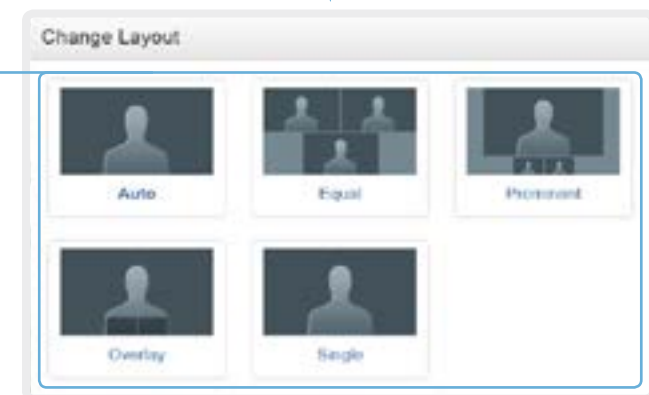 Change Layout
Auto
Equal
Prominent
Overlay
Single